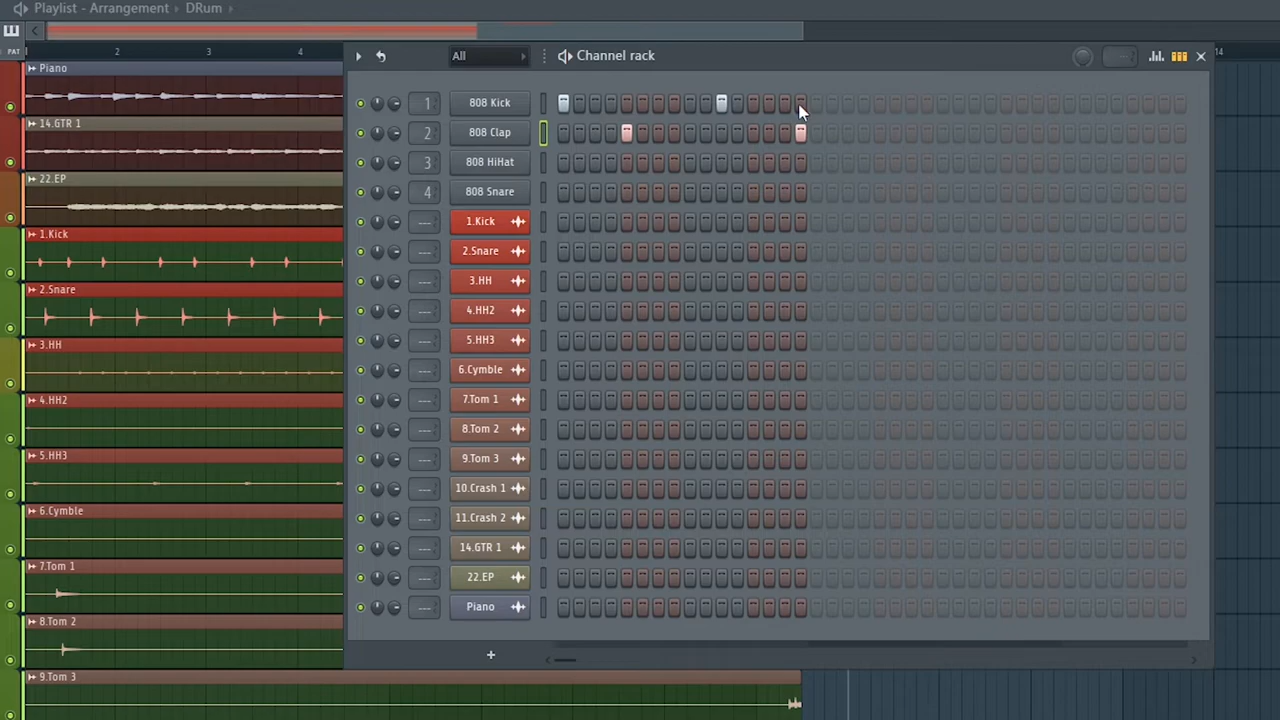 Playlist - Arrangement ▸ DRum ▸
PAT
1 2 3 4 14
Piano
14.GTR 1
22.EP
1.Kick
2.Snare
3.HH
4.HH2
5.HH3
6.Cymble
7.Tom 1
8.Tom 2
9.Tom 3
All
Channel rack
1 808 Kick
2 808 Clap
3 808 HiHat
4 808 Snare
--- 1.Kick
--- 2.Snare
--- 3.HH
--- 4.HH2
--- 5.HH3
--- 6.Cymble
--- 7.Tom 1
--- 8.Tom 2
--- 9.Tom 3
--- 10.Crash 1
--- 11.Crash 2
--- 14.GTR 1
--- 22.EP
--- Piano
+